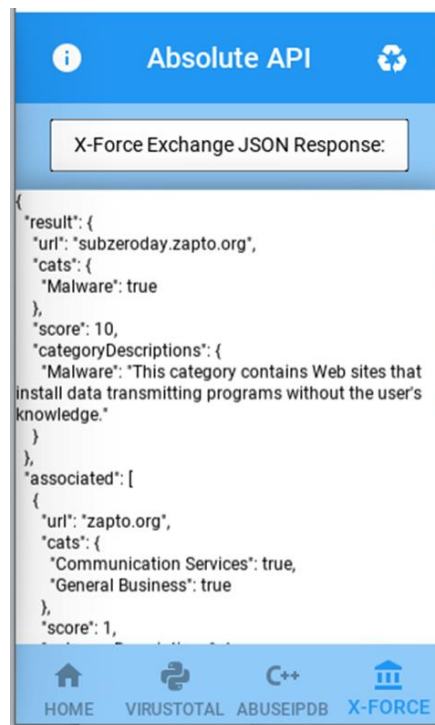 Absolute API
X-Force Exchange JSON Response:
{
"result": {
"url": "subzeroday.zapto.org",
"cats": {
"Malware": true
},
"score": 10,
"categoryDescriptions": {
"Malware": "This category contains Web sites that
install data transmitting programs without the user's
knowledge."
}
},
"associated": [
{
"url": "zapto.org",
"cats": {
"Communication Services": true,
"General Business": true
},
"score": 1,
HOME VIRUSTOTAL ABUSEIPDB X-FORCE
C++